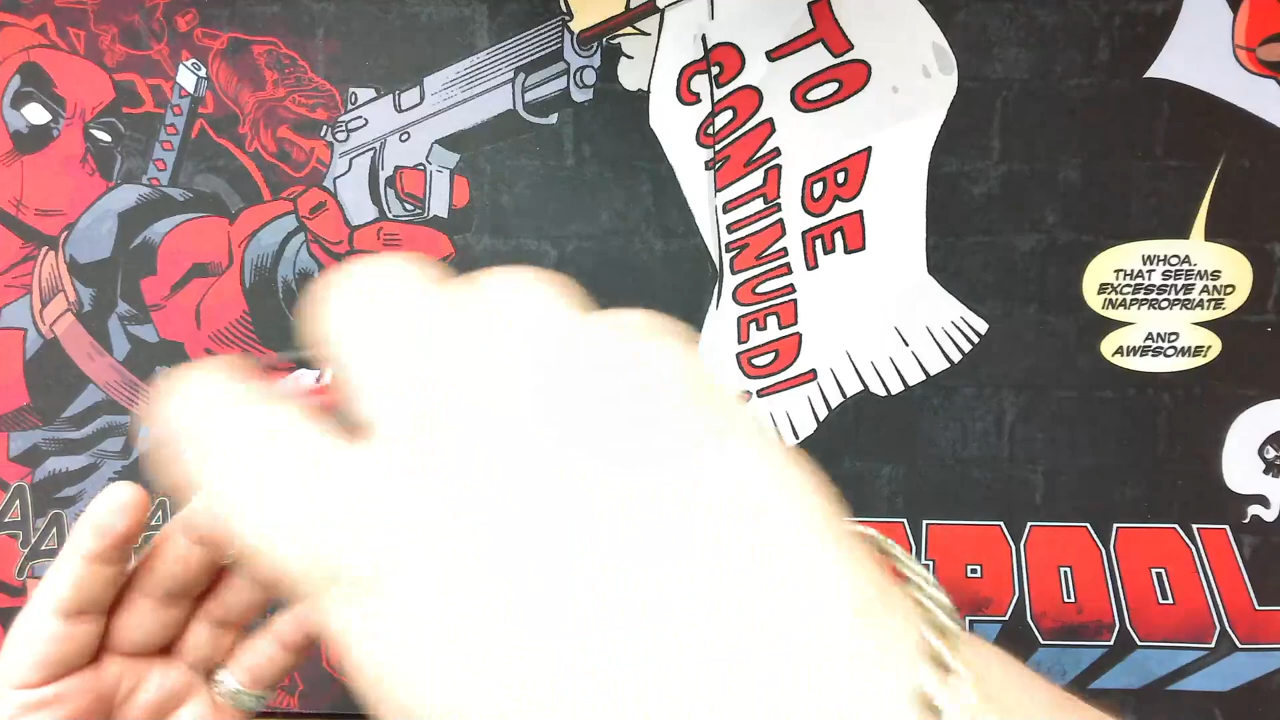 TO BE
CONTINUED!
WHOA.
THAT SEEMS
EXCESSIVE AND
INAPPROPRIATE.
AND
AWESOME!
POOL